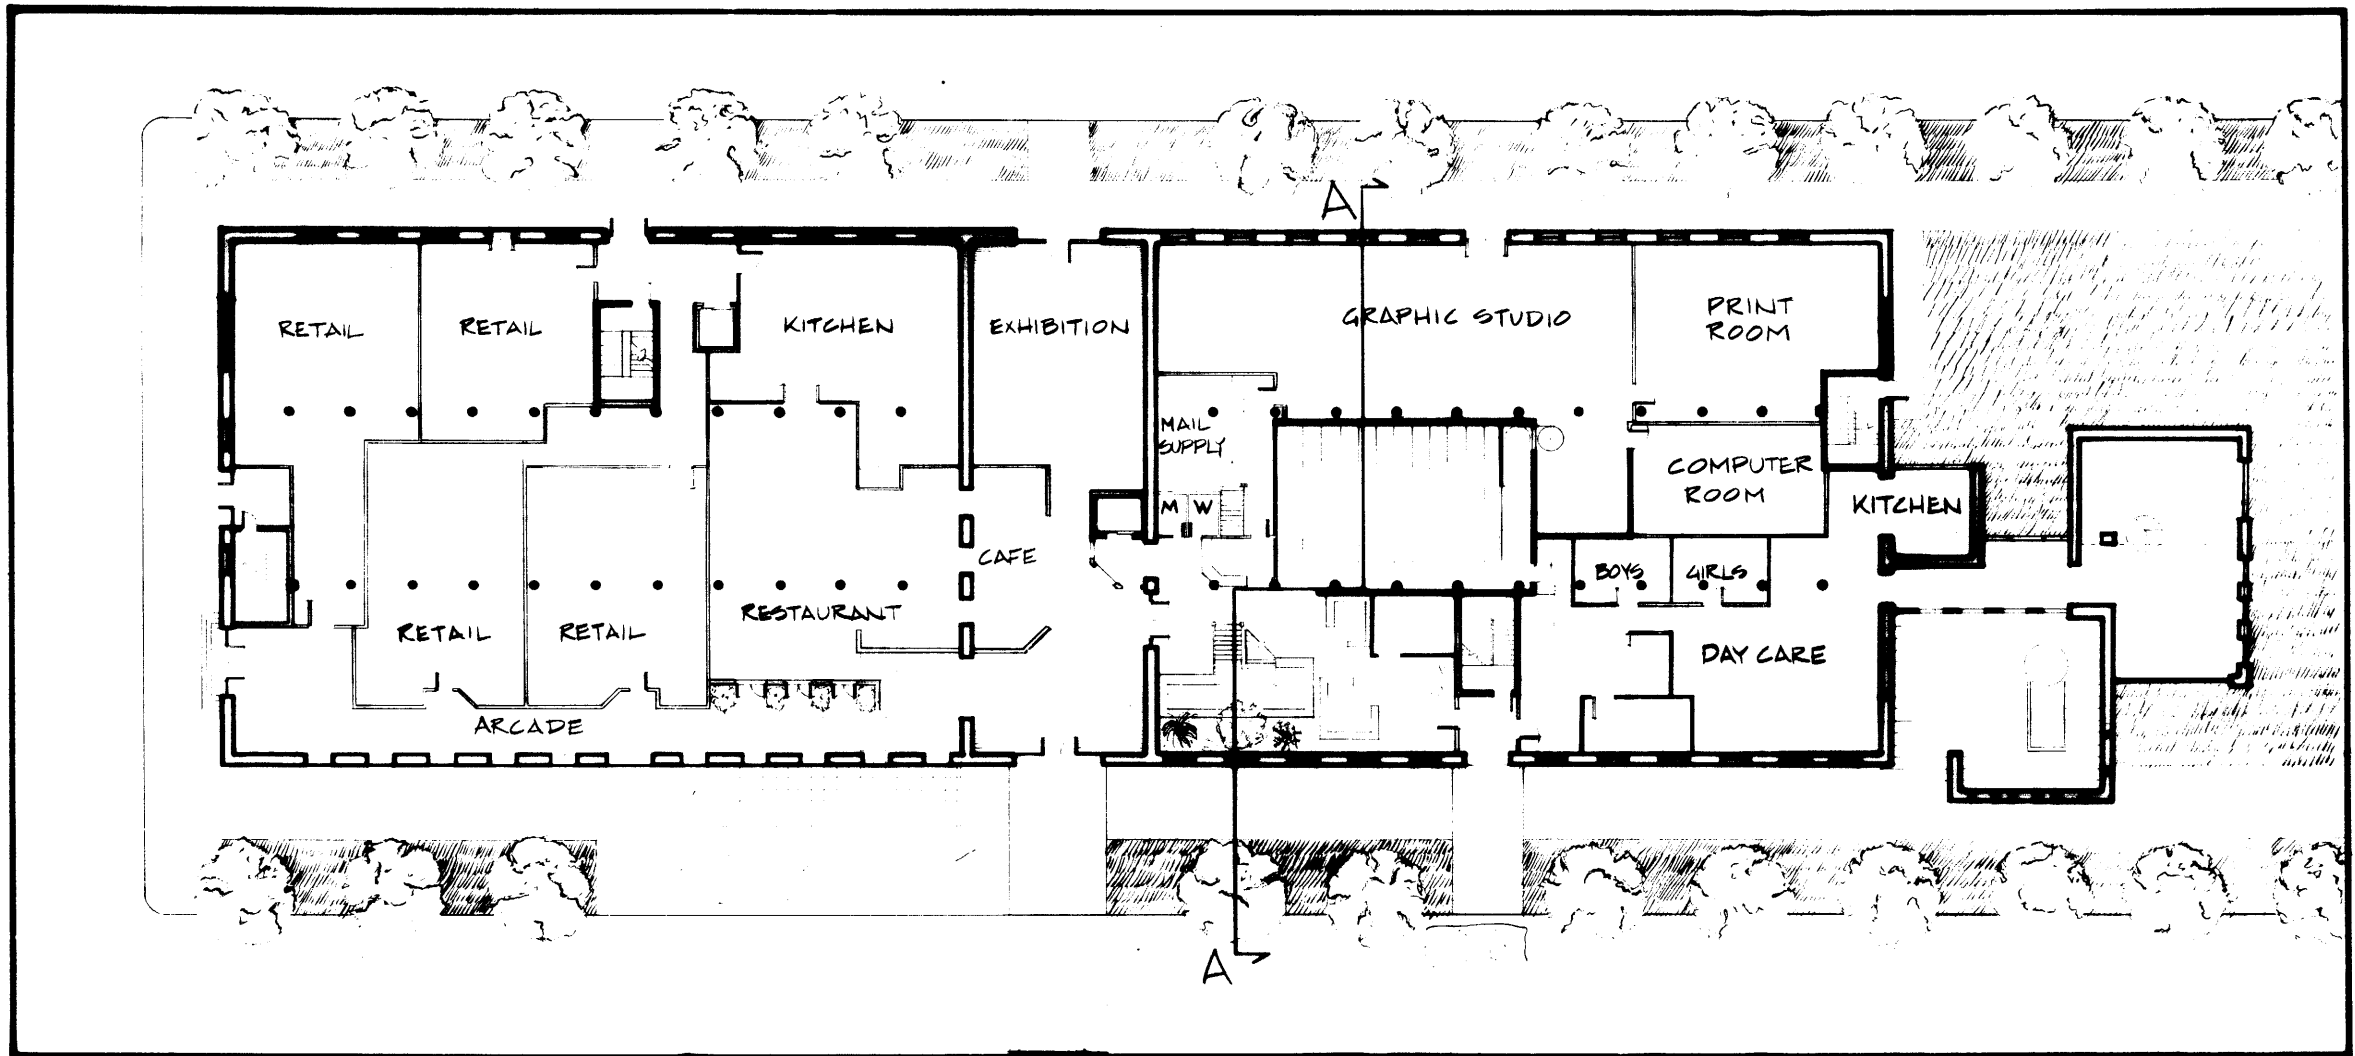 A
RETAIL
RETAIL
KITCHEN
EXHIBITION
GRAPHIC STUDIO
PRINT
ROOM
MAIL
SUPPLY
M W
COMPUTER
ROOM
KITCHEN
CAFE
BOYS
GIRLS
RETAIL
RETAIL
RESTAURANT
DAY CARE
ARCADE
A